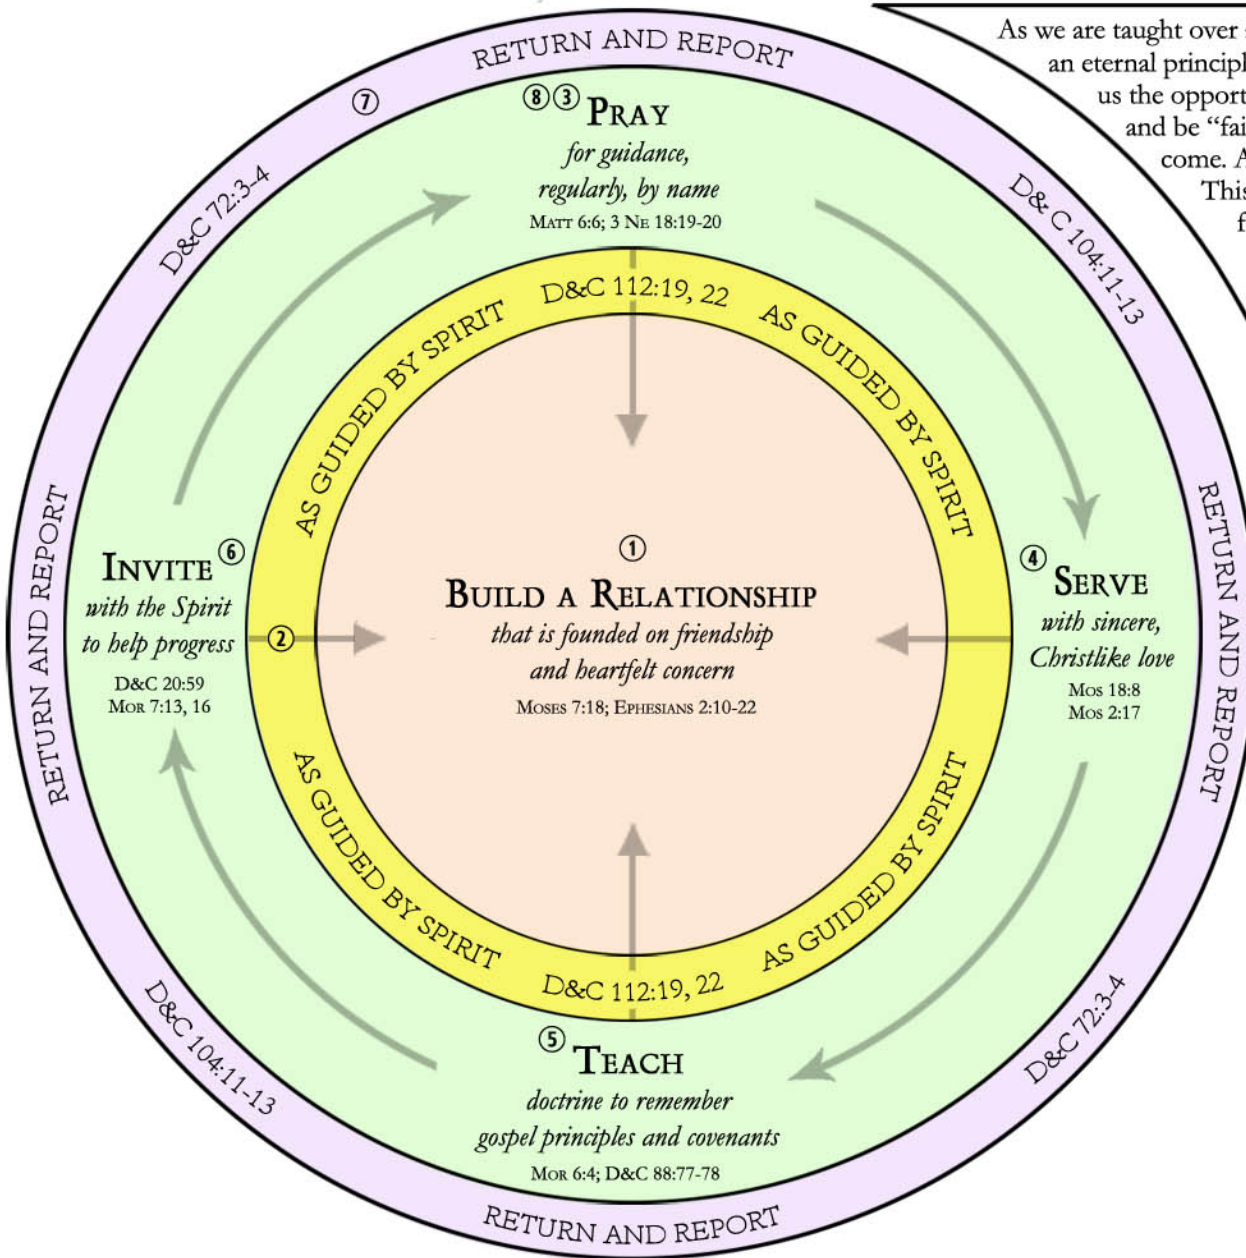 RETURN AND REPORT
⑦
D&C 72:3-4
D& C 104:11-13
As we are taught over
an eternal principl
us the opport
and be “fai
come. A
This
f
⑧ ③ PRAY
for guidance,
regularly, by name
MATT 6:6; 3 NE 18:19-20
D&C 112:19, 22
AS GUIDED BY SPIRIT
AS GUIDED BY SPIRIT
RETURN AND REPORT
INVITE ⑥
with the Spirit
to help progress
D&C 20:59
MOR 7:13, 16
②
①
BUILD A RELATIONSHIP
that is founded on friendship
and heartfelt concern
MOSES 7:18; EPHESIANS 2:10-22
④ SERVE
with sincere,
Christlike love
MOS 18:8
MOS 2:17
RETURN AND REPORT
AS GUIDED BY SPIRIT
AS GUIDED BY SPIRIT
D&C 112:19, 22
⑤ TEACH
doctrine to remember
gospel principles and covenants
MOR 6:4; D&C 88:77-78
D&C 104:11-13
D&C 72:3-4
RETURN AND REPORT